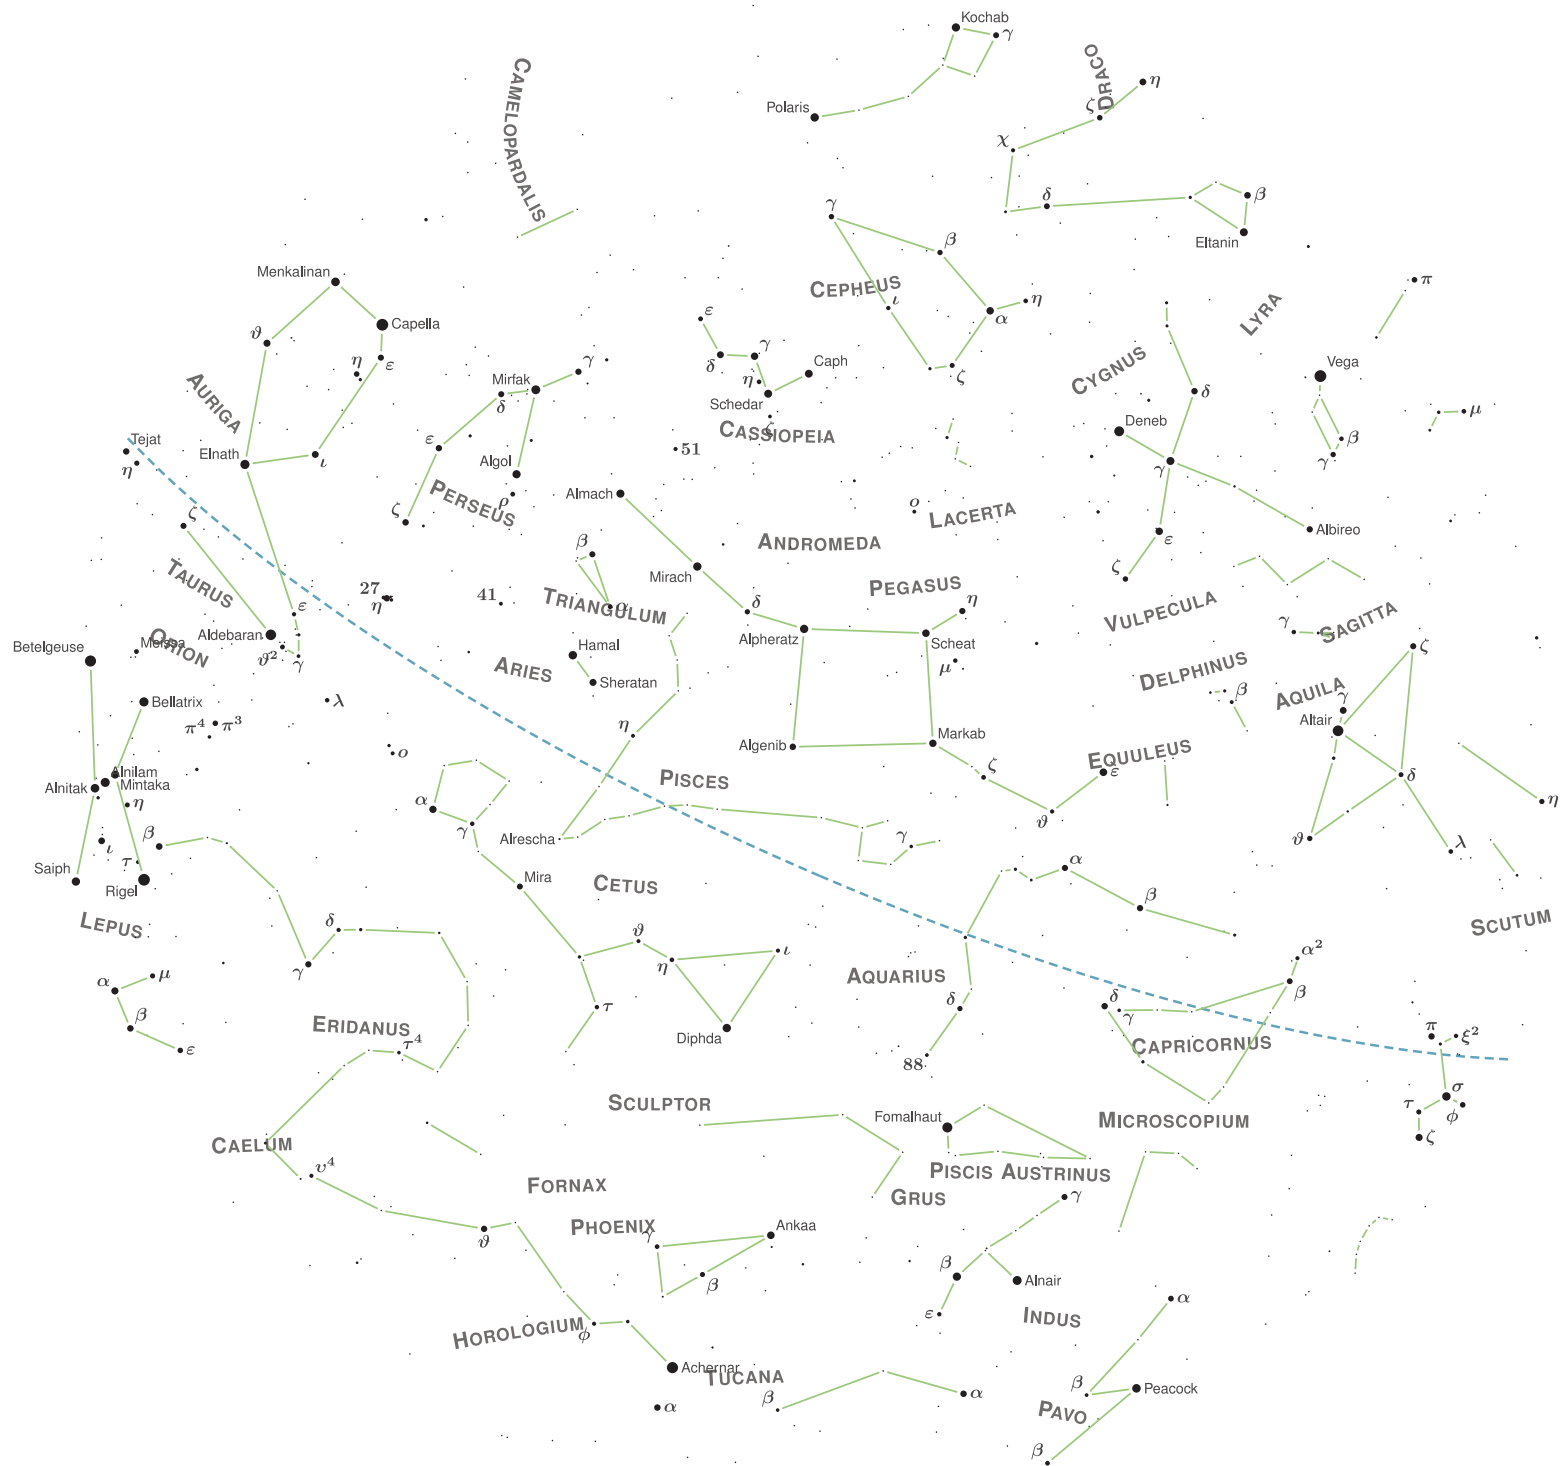 Kochab
γ
CAMELOPARDALIS
DRACO
η
Polaris
ζ
χ
δ
β
Eltanin
γ
β
CEPHEUS
ι
η
α
ζ
Menkalinan
Capella
ϑ
η
ε
AURIGA
Elnath
ι
Tejat
η
ε
δ
γ
η
Caph
Schedar
ζ
CASSIOPEIA
Mirfak
γ
δ
ε
Algol
ρ
ζ
PERSEUS
51
LYRA
π
Vega
β
γ
μ
CYGNUS
δ
Deneb
γ
ε
ζ
Albireo
ο
LACERTA
Almach
ANDROMEDA
Mirach
δ
β
TRIANGULUM
α
PEGASUS
η
Alpheratz
Scheat
μ
VULPECULA
SAGITTA
γ
ζ
TAURUS
27
η
41
ε
Aldebaran
ϑ²
γ
ORION
Meissa
Betelgeuse
Bellatrix
π⁴
π³
λ
ο
Hamal
ARIES
Sheratan
η
Algenib
Markab
ζ
EQUULEUS
ε
ϑ
DELPHINUS
β
AQUILA
γ
Altair
ζ
δ
ϑ
λ
η
Alnilam
Mintaka
Alnitak
η
ι
τ
Saiph
Rigel
β
PISCES
α
γ
Alrescha
γ
Mira
CETUS
α
β
LEPUS
SCUTUM
δ
γ
ϑ
η
ι
τ
Diphda
AQUARIUS
δ
88
α²
β
δ
γ
CAPRICORNUS
μ
α
β
ε
ERIDANUS
τ⁴
π
ξ²
σ
τ
φ
ζ
SCULPTOR
Fomalhaut
MICROSCOPIUM
CAELUM
υ⁴
FORNAX
PISCIS AUSTRINUS
GRUS
γ
PHOENIX
γ
Ankaa
β
ϑ
β
Alnair
ε
INDUS
α
HOROLOGIUM
φ
Achernar
TUCANA
α
β
α
β
Peacock
PAVO
β